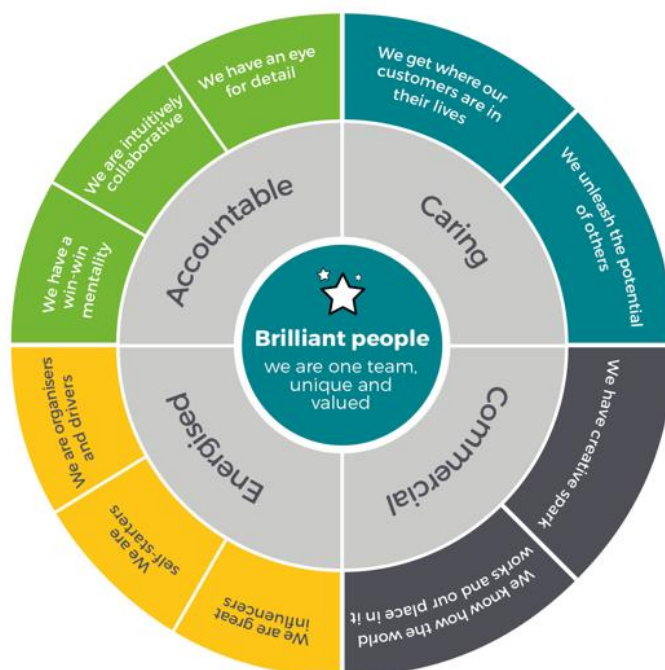 Brilliant people
we are one team,
unique and
valued
Accountable
We have a
win-win
mentality
We are intuitively
collaborative
We have an eye
for detail
Caring
We get where our
customers are in
their lives
We unleash the potential
of others
Commercial
We have creative spark
We know how the world
works and our place in it
Energised
We are great
influencers
We are
self-starters
We are organisers
and drivers